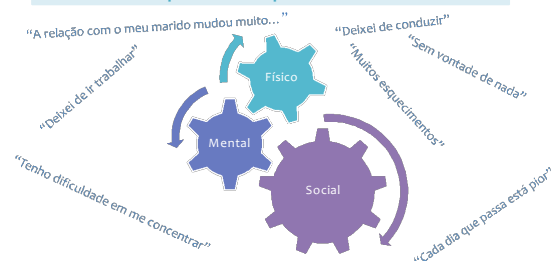 “A relação com o meu marido mudou muito…”
“Deixei de conduzir”
“Sem vontade de nada”
“Deixei de ir trabalhar”
“Muitos esquecimentos”
Físico
Mental
Social
“Tenho dificuldade em me concentrar”
“Cada dia que passa está pior”